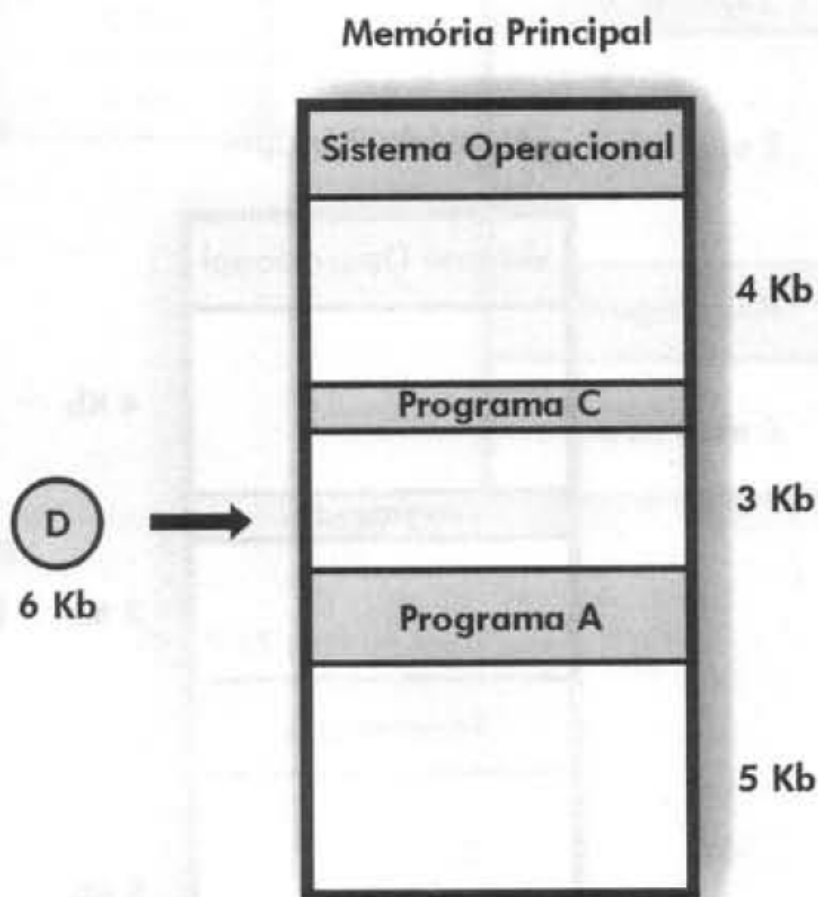 Memória Principal
Sistema Operacional
4 Kb
Programa C
3 Kb
D
6 Kb
Programa A
5 Kb